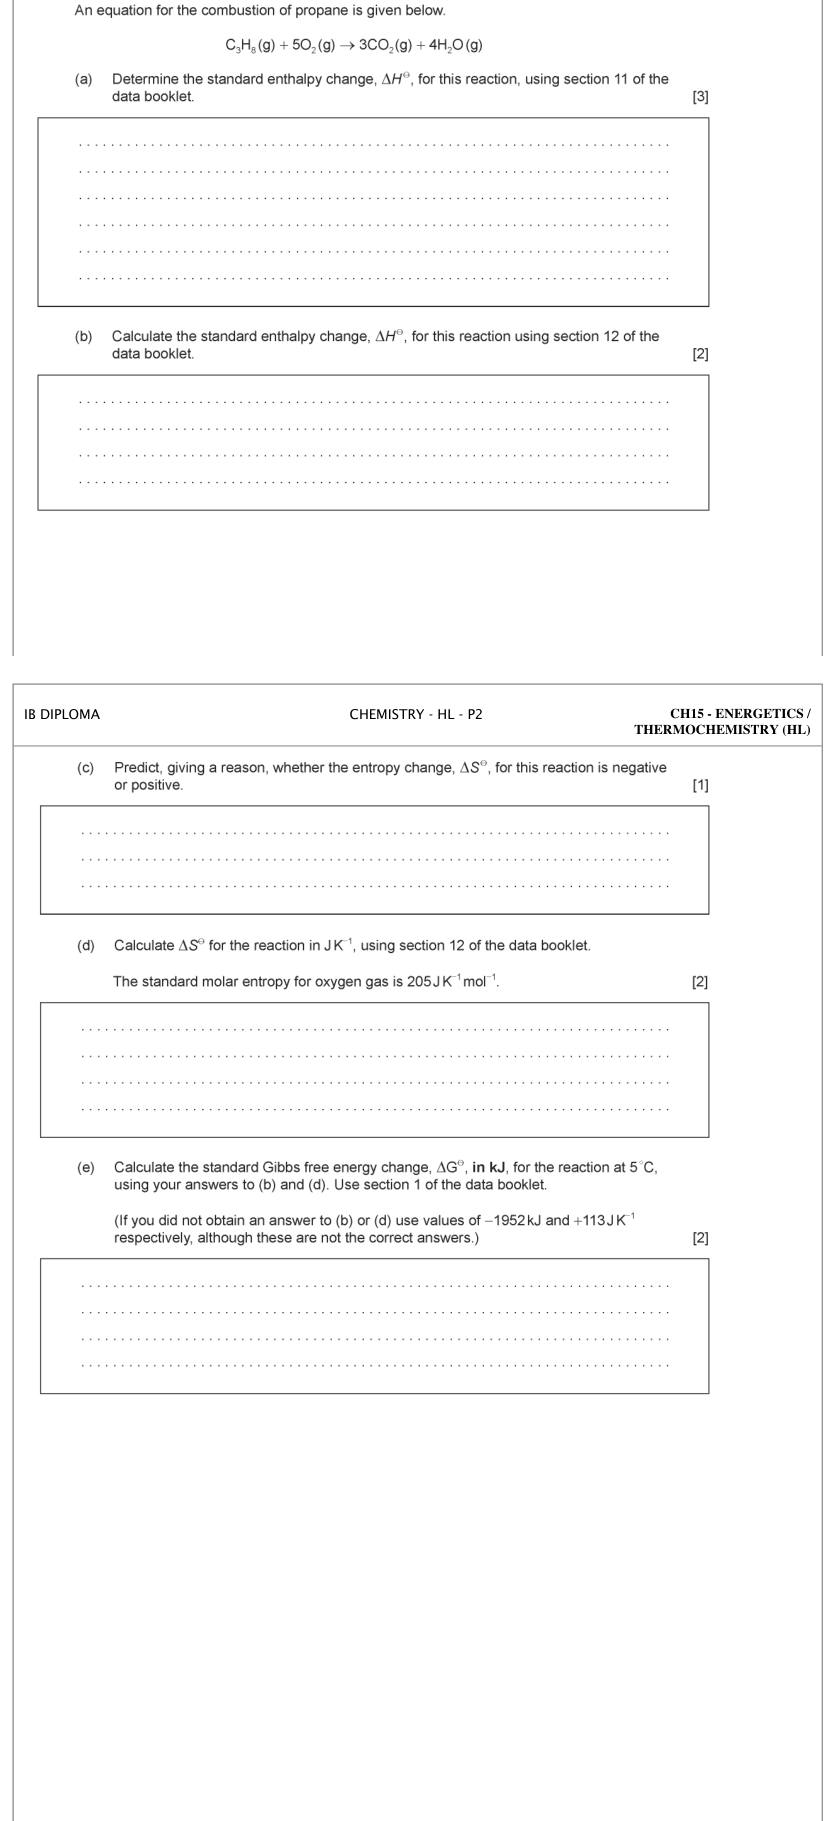 An equation for the combustion of propane is given below.
C₃H₈(g) + 5O₂(g) → 3CO₂(g) + 4H₂O(g)
(a) Determine the standard enthalpy change, ΔH⊖, for this reaction, using section 11 of the
data booklet. [3]
(b) Calculate the standard enthalpy change, ΔH⊖, for this reaction using section 12 of the
data booklet. [2]
IB DIPLOMA CHEMISTRY - HL - P2 CH15 - ENERGETICS /
THERMOCHEMISTRY (HL)
(c) Predict, giving a reason, whether the entropy change, ΔS⊖, for this reaction is negative
or positive. [1]
(d) Calculate ΔS⊖ for the reaction in J K⁻¹, using section 12 of the data booklet.
The standard molar entropy for oxygen gas is 205 J K⁻¹ mol⁻¹. [2]
(e) Calculate the standard Gibbs free energy change, ΔG⊖, in kJ, for the reaction at 5 °C,
using your answers to (b) and (d). Use section 1 of the data booklet.
(If you did not obtain an answer to (b) or (d) use values of −1952 kJ and +113 J K⁻¹
respectively, although these are not the correct answers.) [2]